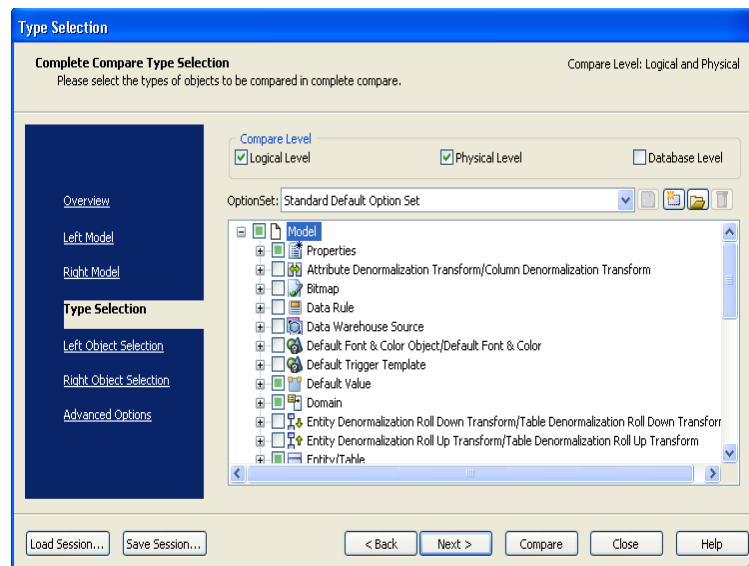 Type Selection
Complete Compare Type Selection
Compare Level: Logical and Physical
Please select the types of objects to be compared in complete compare.
Overview
Left Model
Right Model
Type Selection
Left Object Selection
Right Object Selection
Advanced Options
Compare Level
Logical Level
Physical Level
Database Level
OptionSet: Standard Default Option Set
Model
Properties
Attribute Denormalization Transform/Column Denormalization Transform
Bitmap
Data Rule
Data Warehouse Source
Default Font & Color Object/Default Font & Color
Default Trigger Template
Default Value
Domain
Entity Denormalization Roll Down Transform/Table Denormalization Roll Down Transforr
Entity Denormalization Roll Up Transform/Table Denormalization Roll Up Transform
Entity/Table
Load Session...
Save Session...
< Back
Next >
Compare
Close
Help